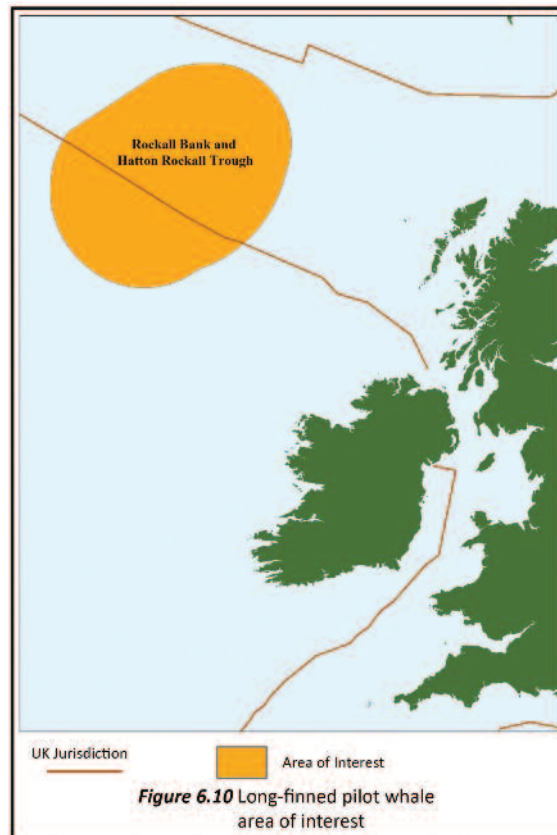 Rockall Bank and
Hatton Rockall Trough
UK Jurisdiction
Area of Interest
Figure 6.10 Long-finned pilot whale
area of interest